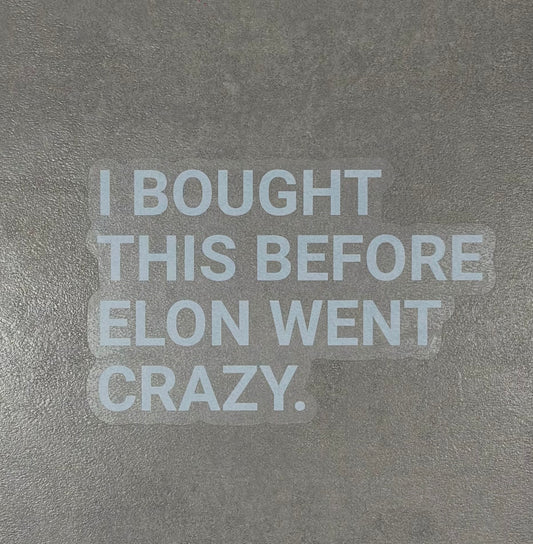 I BOUGHT
THIS BEFORE
ELON WENT
CRAZY.